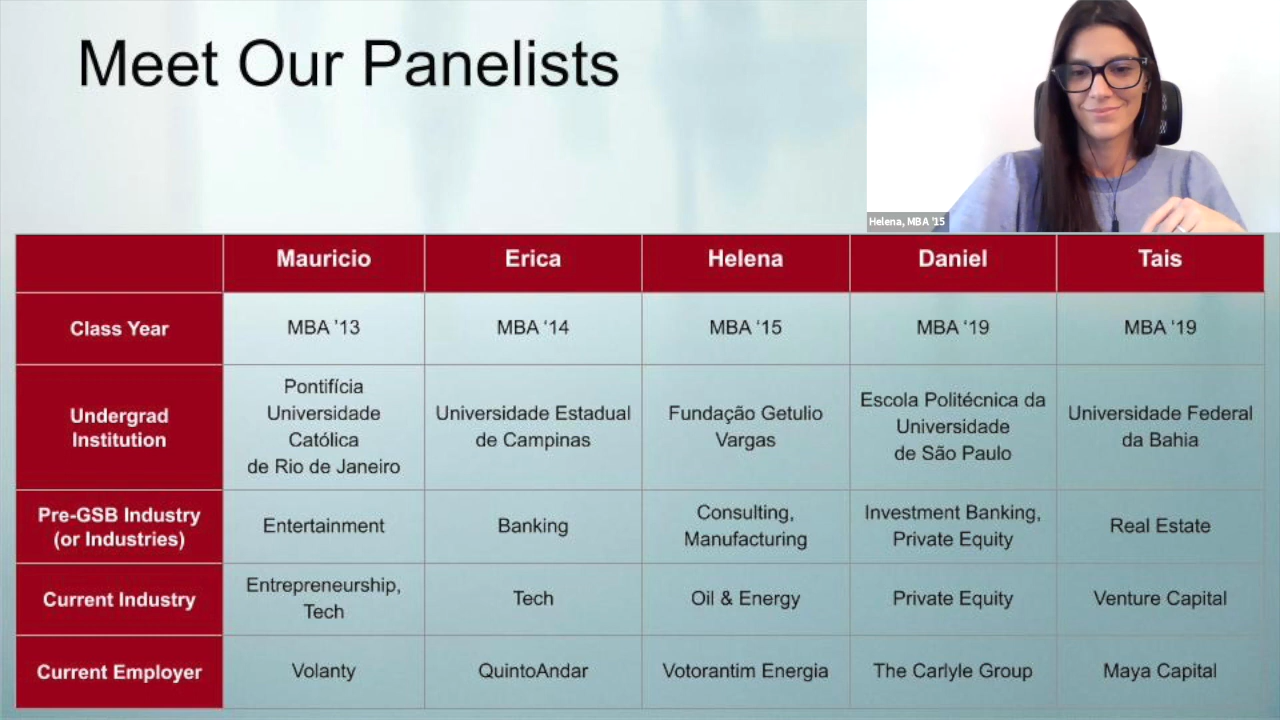 Meet Our Panelists
Helena, MBA '15
Mauricio Erica Helena Daniel Tais
Class Year MBA '13 MBA ‘14 MBA ‘15 MBA ‘19 MBA ‘19
Undergrad
Institution
Pontifícia
Universidade
Católica
de Rio de Janeiro
Universidade Estadual
de Campinas
Fundação Getulio
Vargas
Escola Politécnica da
Universidade
de São Paulo
Universidade Federal
da Bahia
Pre-GSB Industry
(or Industries)
Entertainment
Banking
Consulting,
Manufacturing
Investment Banking,
Private Equity
Real Estate
Current Industry
Entrepreneurship,
Tech
Tech
Oil & Energy
Private Equity
Venture Capital
Current Employer Volanty QuintoAndar Votorantim Energia The Carlyle Group Maya Capital